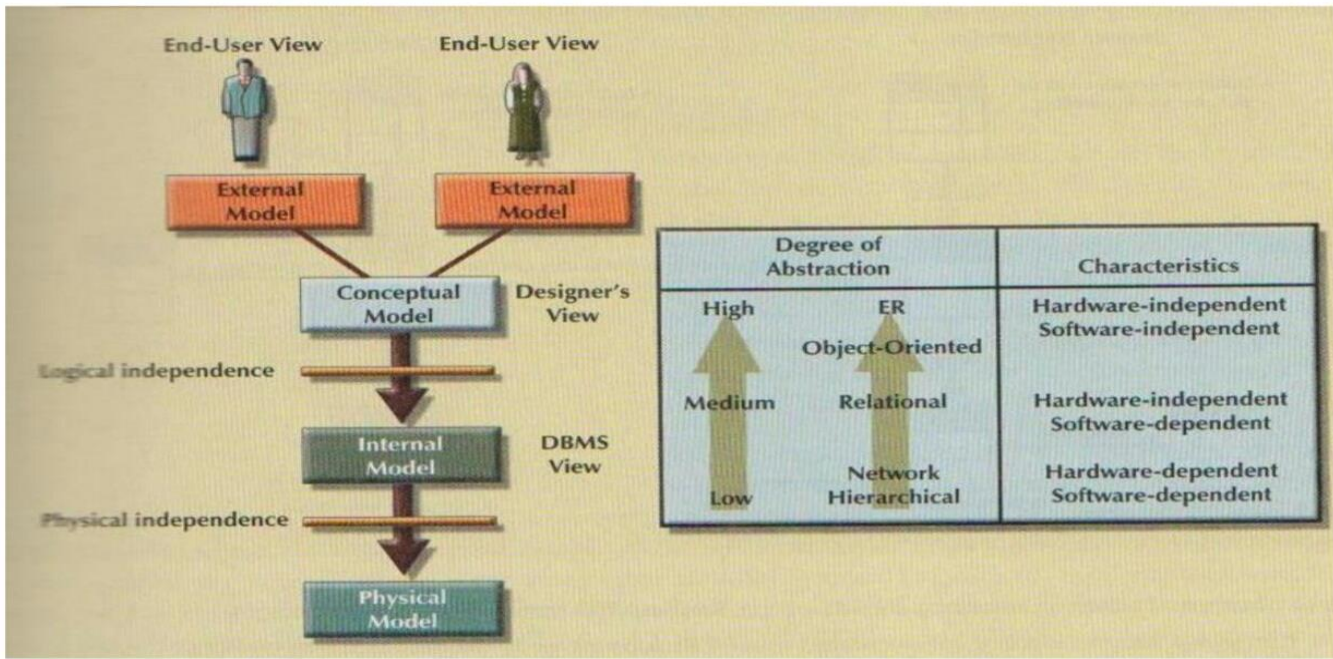 End-User View
End-User View
External
Model
External
Model
Conceptual
Model
Designer's
View
Logical independence
Internal
Model
DBMS
View
Physical independence
Physical
Model
Degree of
Abstraction
Characteristics
High
ER
Hardware-independent
Software-independent
Object-Oriented
Medium
Relational
Hardware-independent
Software-dependent
Low
Network
Hierarchical
Hardware-dependent
Software-dependent